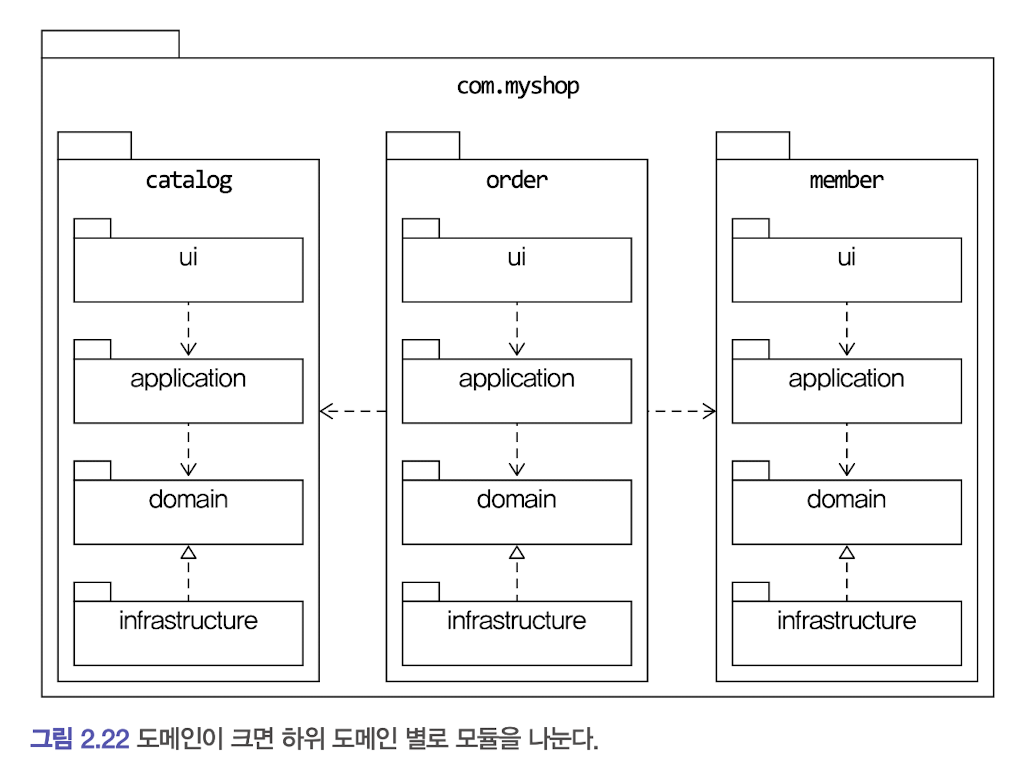 com.myshop
catalog
ui
application
domain
infrastructure
order
ui
application
domain
infrastructure
member
ui
application
domain
infrastructure
그림 2.22 도메인이 크면 하위 도메인 별로 모듈을 나눈다.